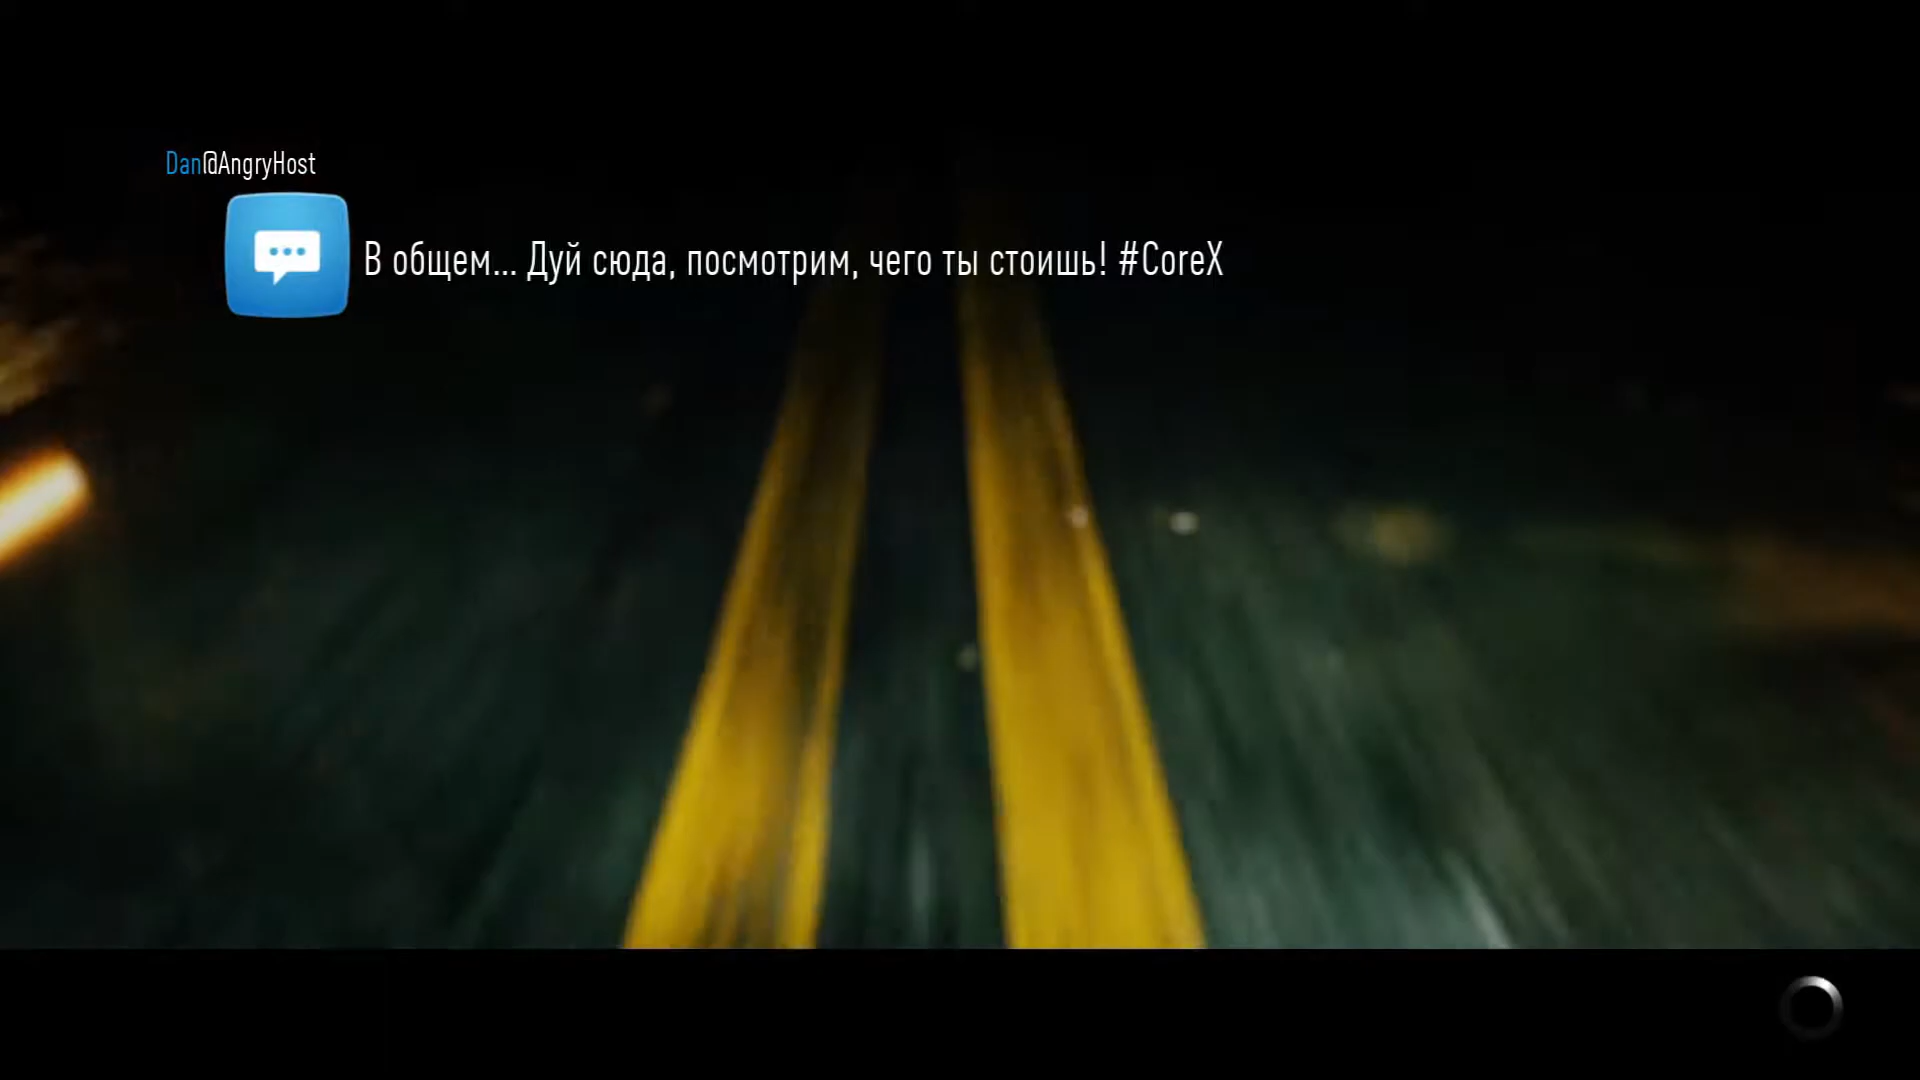 Dan@AngryHost
В общем... Дуй сюда, посмотрим, чего ты стоишь! #CoreX